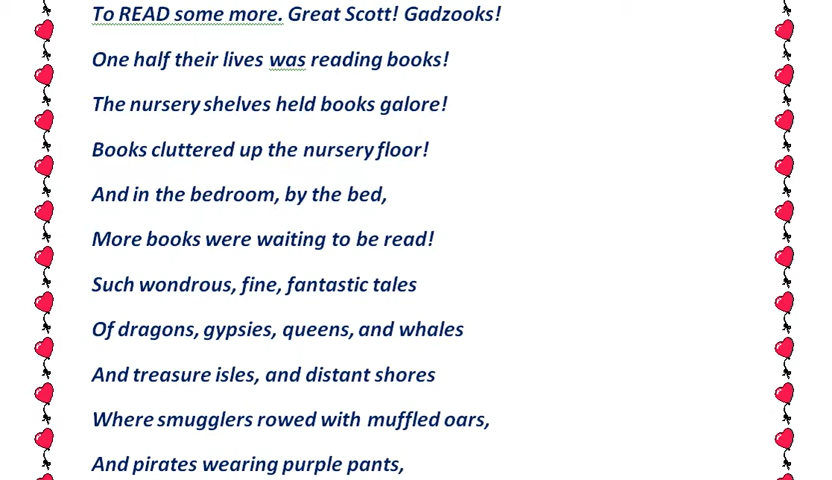 To READ some more. Great Scott! Gadzooks!
One half their lives was reading books!
The nursery shelves held books galore!
Books cluttered up the nursery floor!
And in the bedroom, by the bed,
More books were waiting to be read!
Such wondrous, fine, fantastic tales
Of dragons, gypsies, queens, and whales
And treasure isles, and distant shores
Where smugglers rowed with muffled oars,
And pirates wearing purple pants,